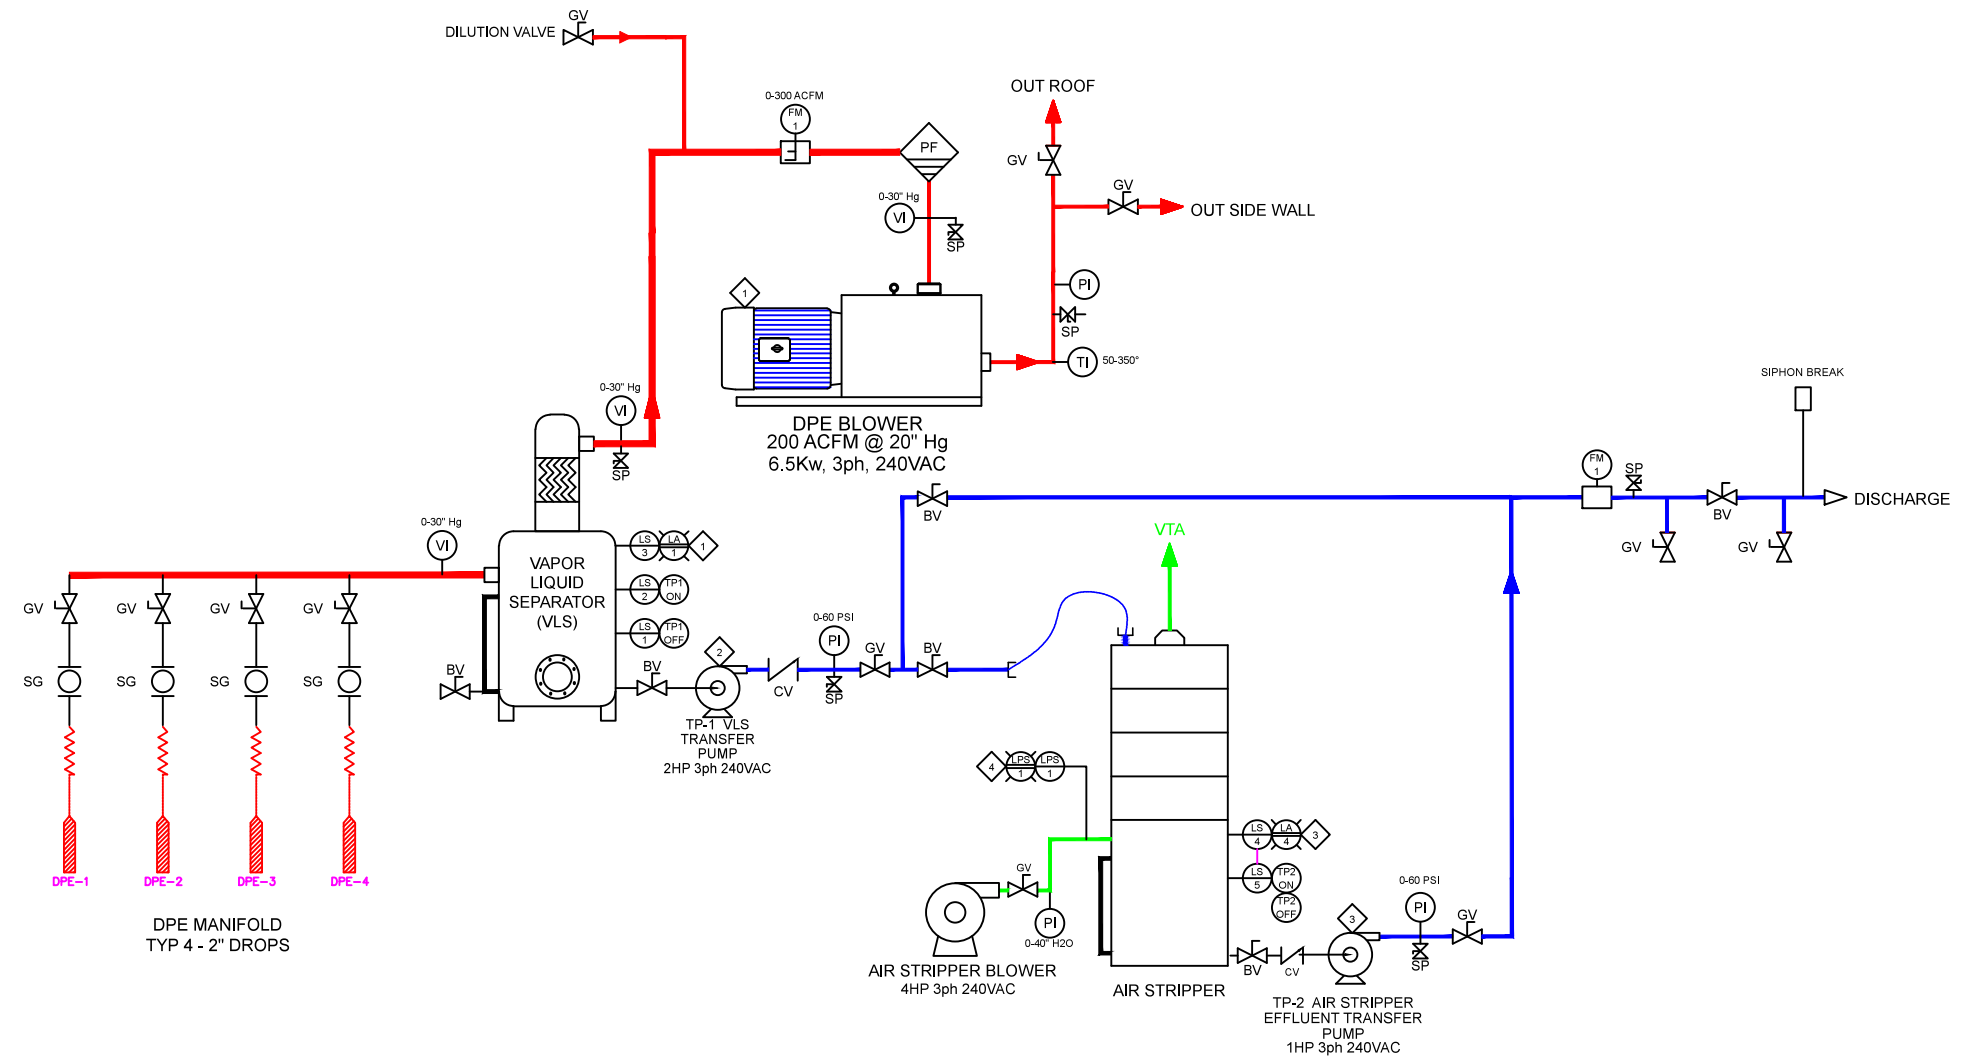 GV
DILUTION VALVE
0-300 ACFM
FM
1
PF
OUT ROOF
GV
GV
OUT SIDE WALL
0-30" Hg
VI
SP
PI
SP
TI
50-350°
1
DPE BLOWER
200 ACFM @ 20" Hg
6.5Kw, 3ph, 240VAC
0-30" Hg
VI
SP
0-30" Hg
VI
VAPOR
LIQUID
SEPARATOR
(VLS)
LS
3
LA
1
1
LS
2
TP1
ON
LS
1
TP1
OFF
BV
BV
2
TP-1 VLS
TRANSFER
PUMP
2HP 3ph 240VAC
CV
0-60 PSI
PI
SP
GV
BV
BV
VTA
SIPHON BREAK
FM
1
SP
GV
BV
GV
DISCHARGE
GV
GV
GV
GV
SG
SG
SG
SG
DPE-1
DPE-2
DPE-3
DPE-4
DPE MANIFOLD
TYP 4 - 2" DROPS
4
LPS
1
LPS
1
GV
PI
0-40" H2O
AIR STRIPPER BLOWER
4HP 3ph 240VAC
AIR STRIPPER
LS
4
LA
4
3
LS
5
TP2
ON
TP2
OFF
BV
CV
3
0-60 PSI
PI
SP
GV
TP-2 AIR STRIPPER
EFFLUENT TRANSFER
PUMP
1HP 3ph 240VAC